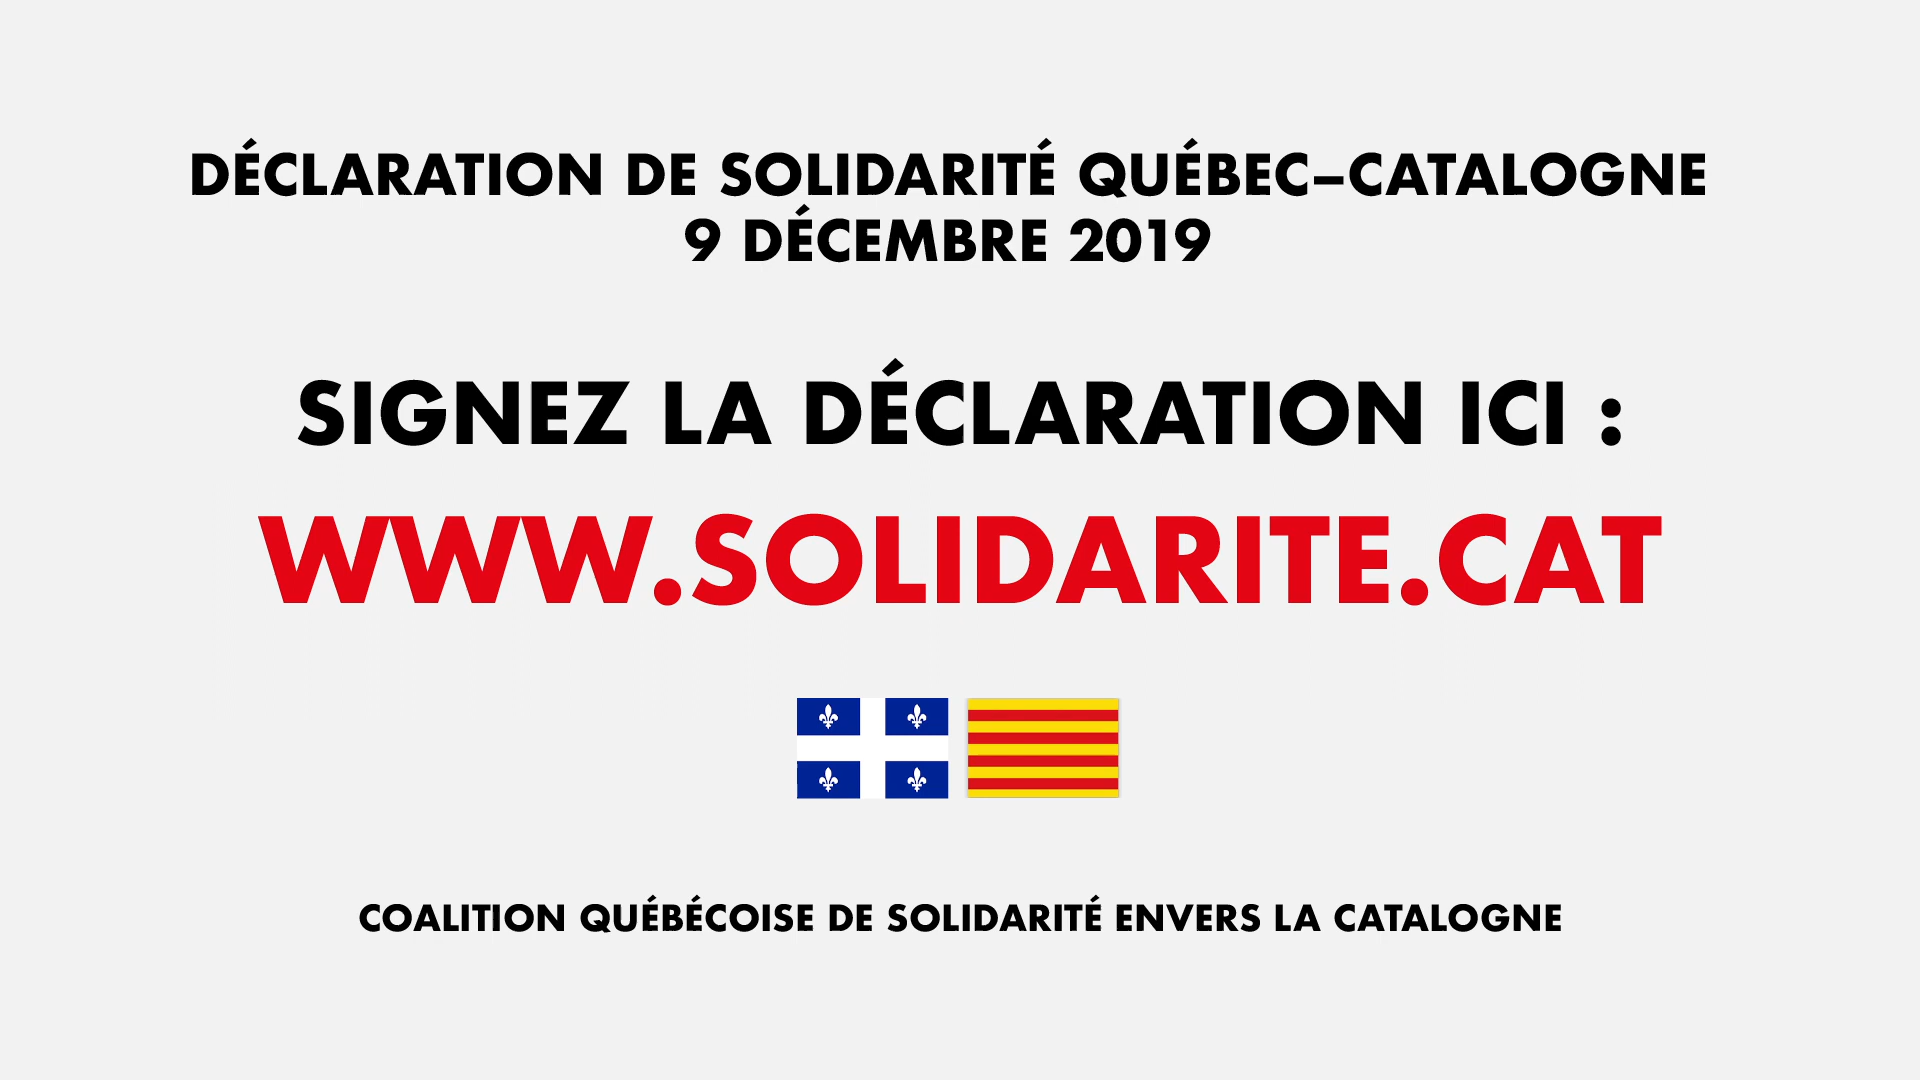 DÉCLARATION DE SOLIDARITÉ QUÉBEC–CATALOGNE
9 DÉCEMBRE 2019
SIGNEZ LA DÉCLARATION ICI :
WWW.SOLIDARITE.CAT
COALITION QUÉBÉCOISE DE SOLIDARITÉ ENVERS LA CATALOGNE